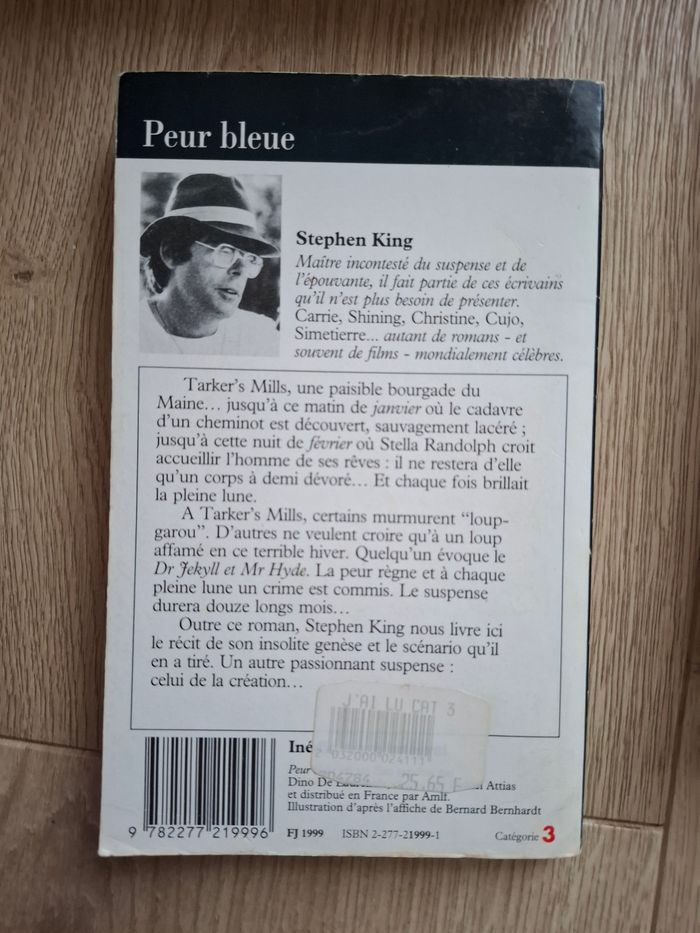 Peur bleue
Stephen King
Maître incontesté du suspense et de
l'épouvante, il fait partie de ces écrivains
qu'il n'est plus besoin de présenter.
Carrie, Shining, Christine, Cujo,
Simetierre... autant de romans - et
souvent de films - mondialement célèbres.
Tarker's Mills, une paisible bourgade du
Maine... jusqu'à ce matin de janvier où le cadavre
d'un cheminot est découvert, sauvagement lacéré ;
jusqu'à cette nuit de février où Stella Randolph croit
accueillir l'homme de ses rêves : il ne restera d'elle
qu'un corps à demi dévoré... Et chaque fois brillait
la pleine lune.
A Tarker's Mills, certains murmurent "loup-
garou". D'autres ne veulent croire qu'à un loup
affamé en ce terrible hiver. Quelqu'un évoque le
Dr Jekyll et Mr Hyde. La peur règne et à chaque
pleine lune un crime est commis. Le suspense
durera douze longs mois...
Outre ce roman, Stephen King nous livre ici
le récit de son insolite genèse et le scénario qu'il
en a tiré. Un autre passionnant suspense :
celui de la création...
J'AI LU CAT 3
25.65 F
Peur
Dino De Attias
et distribué en France par Amlf.
Illustration d'après l'affiche de Bernard Bernhardt
9 782277 219996
FJ 1999 ISBN 2-277-21999-1
Catégorie 3